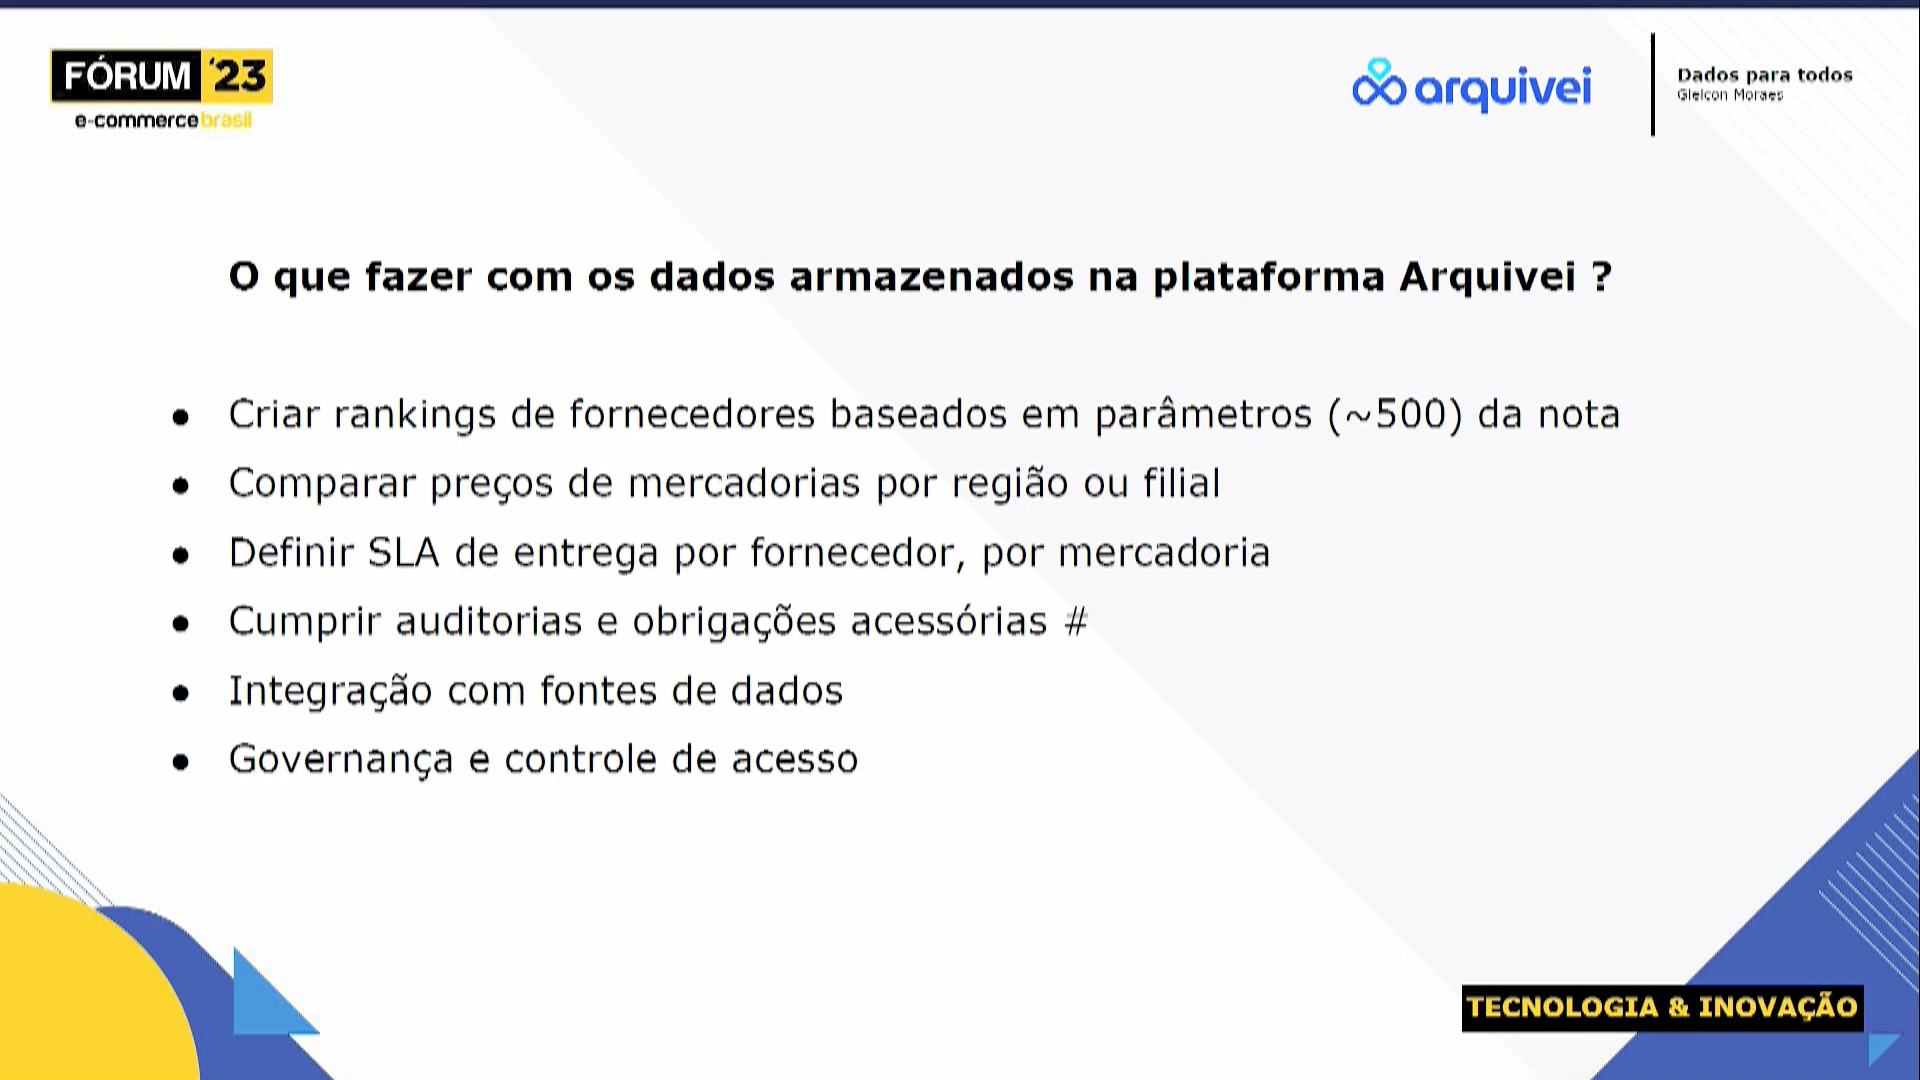 FÓRUM '23
e-commercebrasil
arquivei
Dados para todos
Gleicon Moraes
O que fazer com os dados armazenados na plataforma Arquivei ?
● Criar rankings de fornecedores baseados em parâmetros (~500) da nota
● Comparar preços de mercadorias por região ou filial
● Definir SLA de entrega por fornecedor, por mercadoria
● Cumprir auditorias e obrigações acessórias #
● Integração com fontes de dados
● Governança e controle de acesso
TECNOLOGIA & INOVAÇÃO